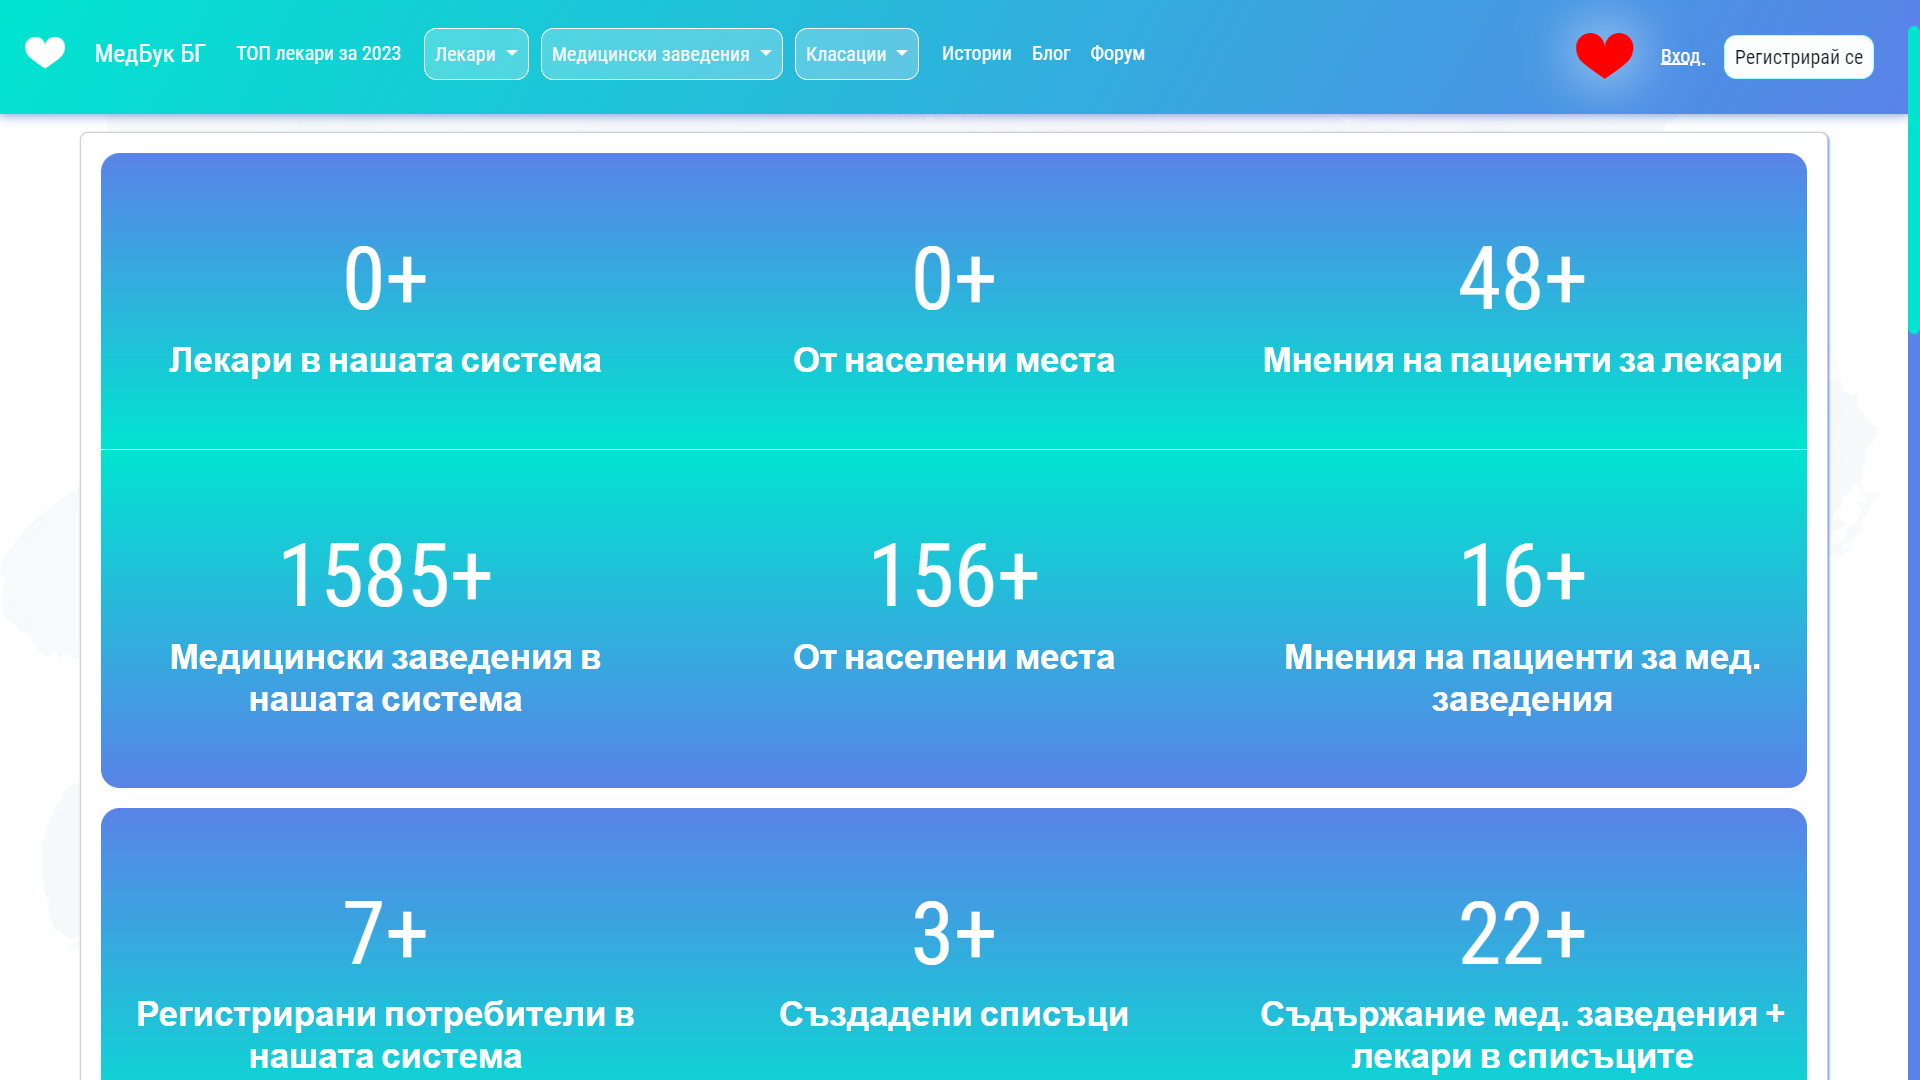 МедБук БГ
ТОП лекари за 2023
Лекари
Медицински заведения
Класации
Истории
Блог
Форум
Вход
Регистрирай се
0+
0+
48+
Лекари в нашата система
От населени места
Мнения на пациенти за лекари
1585+
156+
16+
Медицински заведения в
нашата система
От населени места
Мнения на пациенти за мед.
заведения
7+
3+
22+
Регистрирани потребители в
нашата система
Създадени списъци
Съдържание мед. заведения +
лекари в списъците